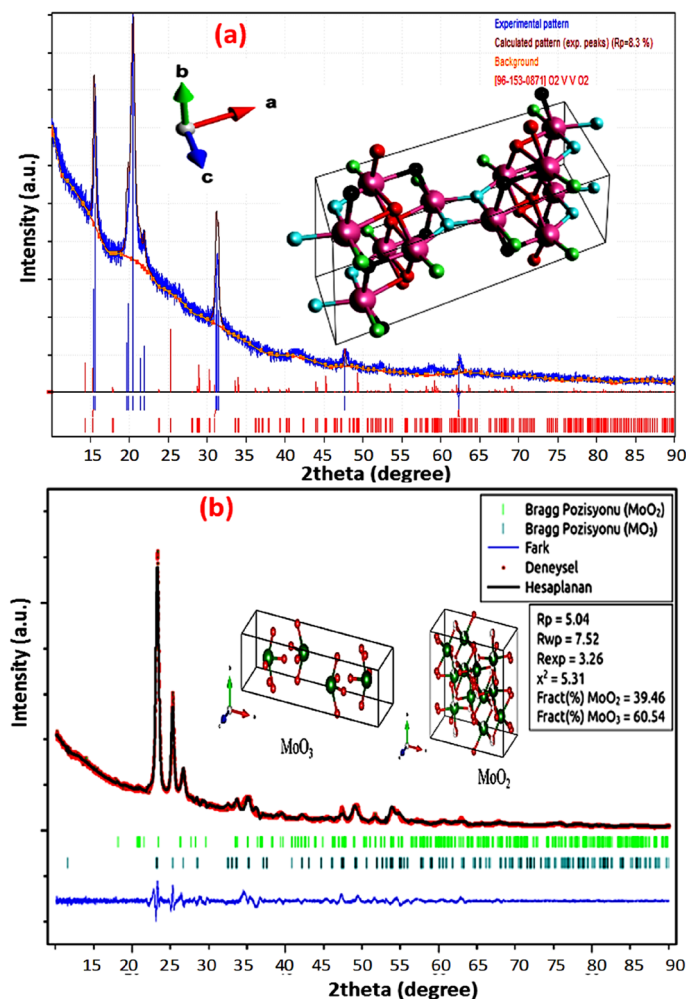 (a)
Experimental pattern
Calculated pattern (exp. peaks) (Rp=8.3 %)
Background
[96-153-0871] O2 V V O2
b
a
c
Intensity (a.u.)
15 20 25 30 35 40 45 50 55 60 65 70 75 80 85 90
2theta (degree)
(b)
Bragg Pozisyonu (MoO₂)
Bragg Pozisyonu (MO₃)
Fark
Deneysel
Hesaplanan
Rp = 5.04
Rwp = 7.52
Rexp = 3.26
x² = 5.31
Fract(%) MoO₂ = 39.46
Fract(%) MoO₃ = 60.54
MoO₃
MoO₂
Intensity (a.u.)
15 20 25 30 35 40 45 50 55 60 65 70 75 80 85 90
2theta (degree)